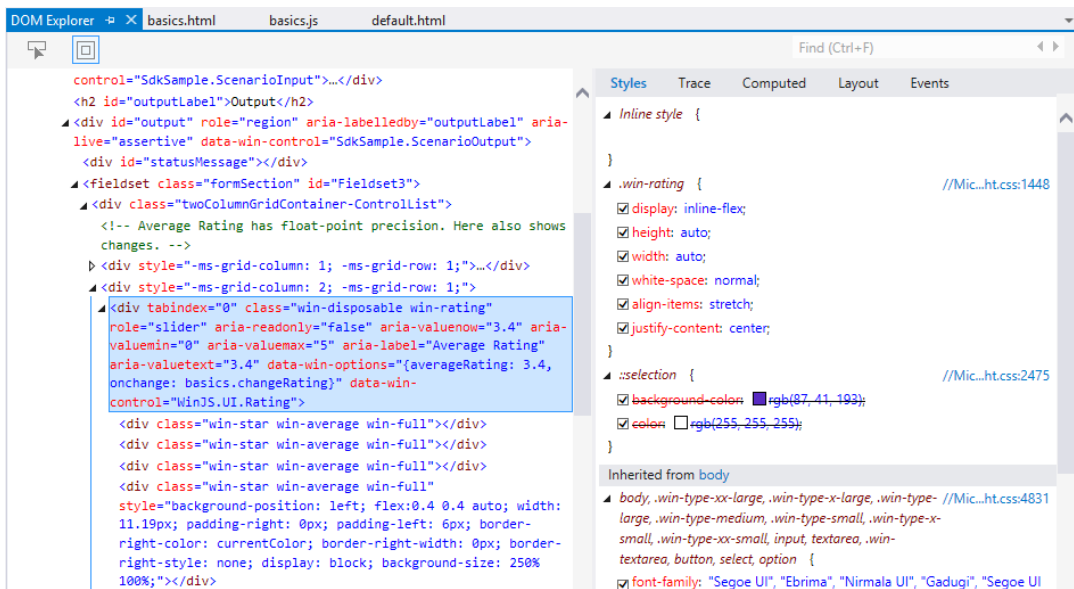 DOM Explorer basics.html basics.js default.html
Find (Ctrl+F)
control="SdkSample.ScenarioInput">…</div>
<h2 id="outputLabel">Output</h2>
<div id="output" role="region" aria-labelledby="outputLabel" aria-
live="assertive" data-win-control="SdkSample.ScenarioOutput">
<div id="statusMessage"></div>
<fieldset class="formSection" id="Fieldset3">
<div class="twoColumnGridContainer-ControlList">
<!-- Average Rating has float-point precision. Here also shows
changes. -->
<div style="-ms-grid-column: 1; -ms-grid-row: 1;">…</div>
<div style="-ms-grid-column: 2; -ms-grid-row: 1;">
<div tabindex="0" class="win-disposable win-rating"
role="slider" aria-readonly="false" aria-valuenow="3.4" aria-
valuemin="0" aria-valuemax="5" aria-label="Average Rating"
aria-valuetext="3.4" data-win-options="{averageRating: 3.4,
onchange: basics.changeRating}" data-win-
control="WinJS.UI.Rating">
<div class="win-star win-average win-full"></div>
<div class="win-star win-average win-full"></div>
<div class="win-star win-average win-full"></div>
<div class="win-star win-average win-full"
style="background-position: left; flex:0.4 0.4 auto; width:
11.19px; padding-right: 0px; padding-left: 6px; border-
right-color: currentColor; border-right-width: 0px; border-
right-style: none; display: block; background-size: 250%
100%;"></div>
Styles Trace Computed Layout Events
Inline style {
}
.win-rating { //Mic...ht.css:1448
display: inline-flex;
height: auto;
width: auto;
white-space: normal;
align-items: stretch;
justify-content: center;
}
::selection { //Mic...ht.css:2475
background-color: rgb(87, 41, 193);
color: rgb(255, 255, 255);
}
Inherited from body
body, .win-type-xx-large, .win-type-x-large, .win-type- //Mic...ht.css:4831
large, .win-type-medium, .win-type-small, .win-type-x-
small, .win-type-xx-small, input, textarea, .win-
textarea, button, select, option {
font-family: "Segoe UI", "Ebrima", "Nirmala UI", "Gadugi", "Segoe UI